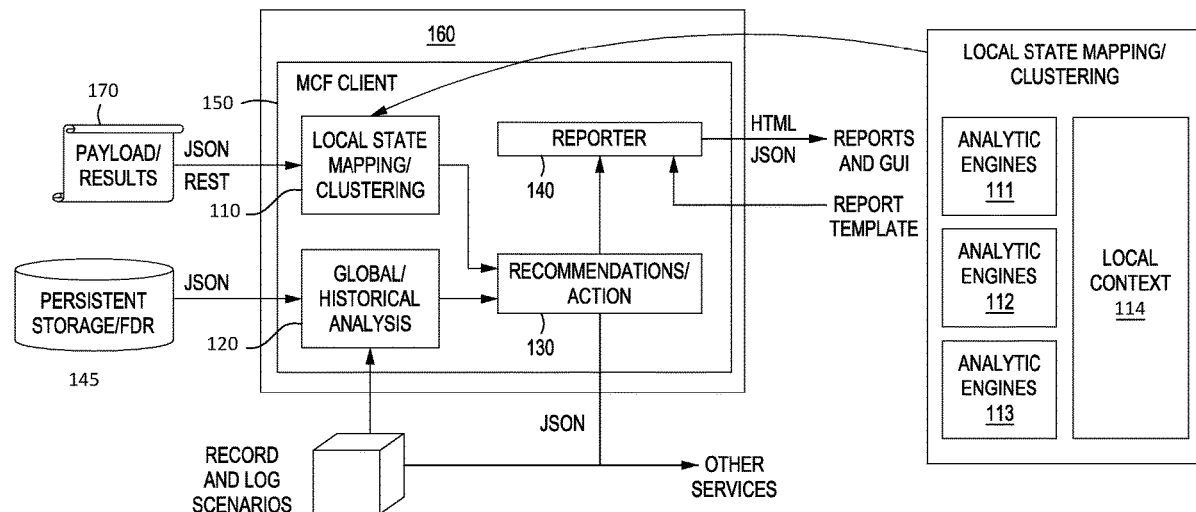 160
MCF CLIENT
150
170
PAYLOAD/
RESULTS
JSON
REST
LOCAL STATE
MAPPING/
CLUSTERING
110
REPORTER
140
HTML
JSON
REPORTS
AND GUI
REPORT
TEMPLATE
PERSISTENT
STORAGE/FDR
145
JSON
GLOBAL/
HISTORICAL
ANALYSIS
120
RECOMMENDATIONS/
ACTION
130
JSON
RECORD
AND LOG
SCENARIOS
OTHER
SERVICES
LOCAL STATE MAPPING/
CLUSTERING
ANALYTIC
ENGINES
111
ANALYTIC
ENGINES
112
ANALYTIC
ENGINES
113
LOCAL
CONTEXT
114